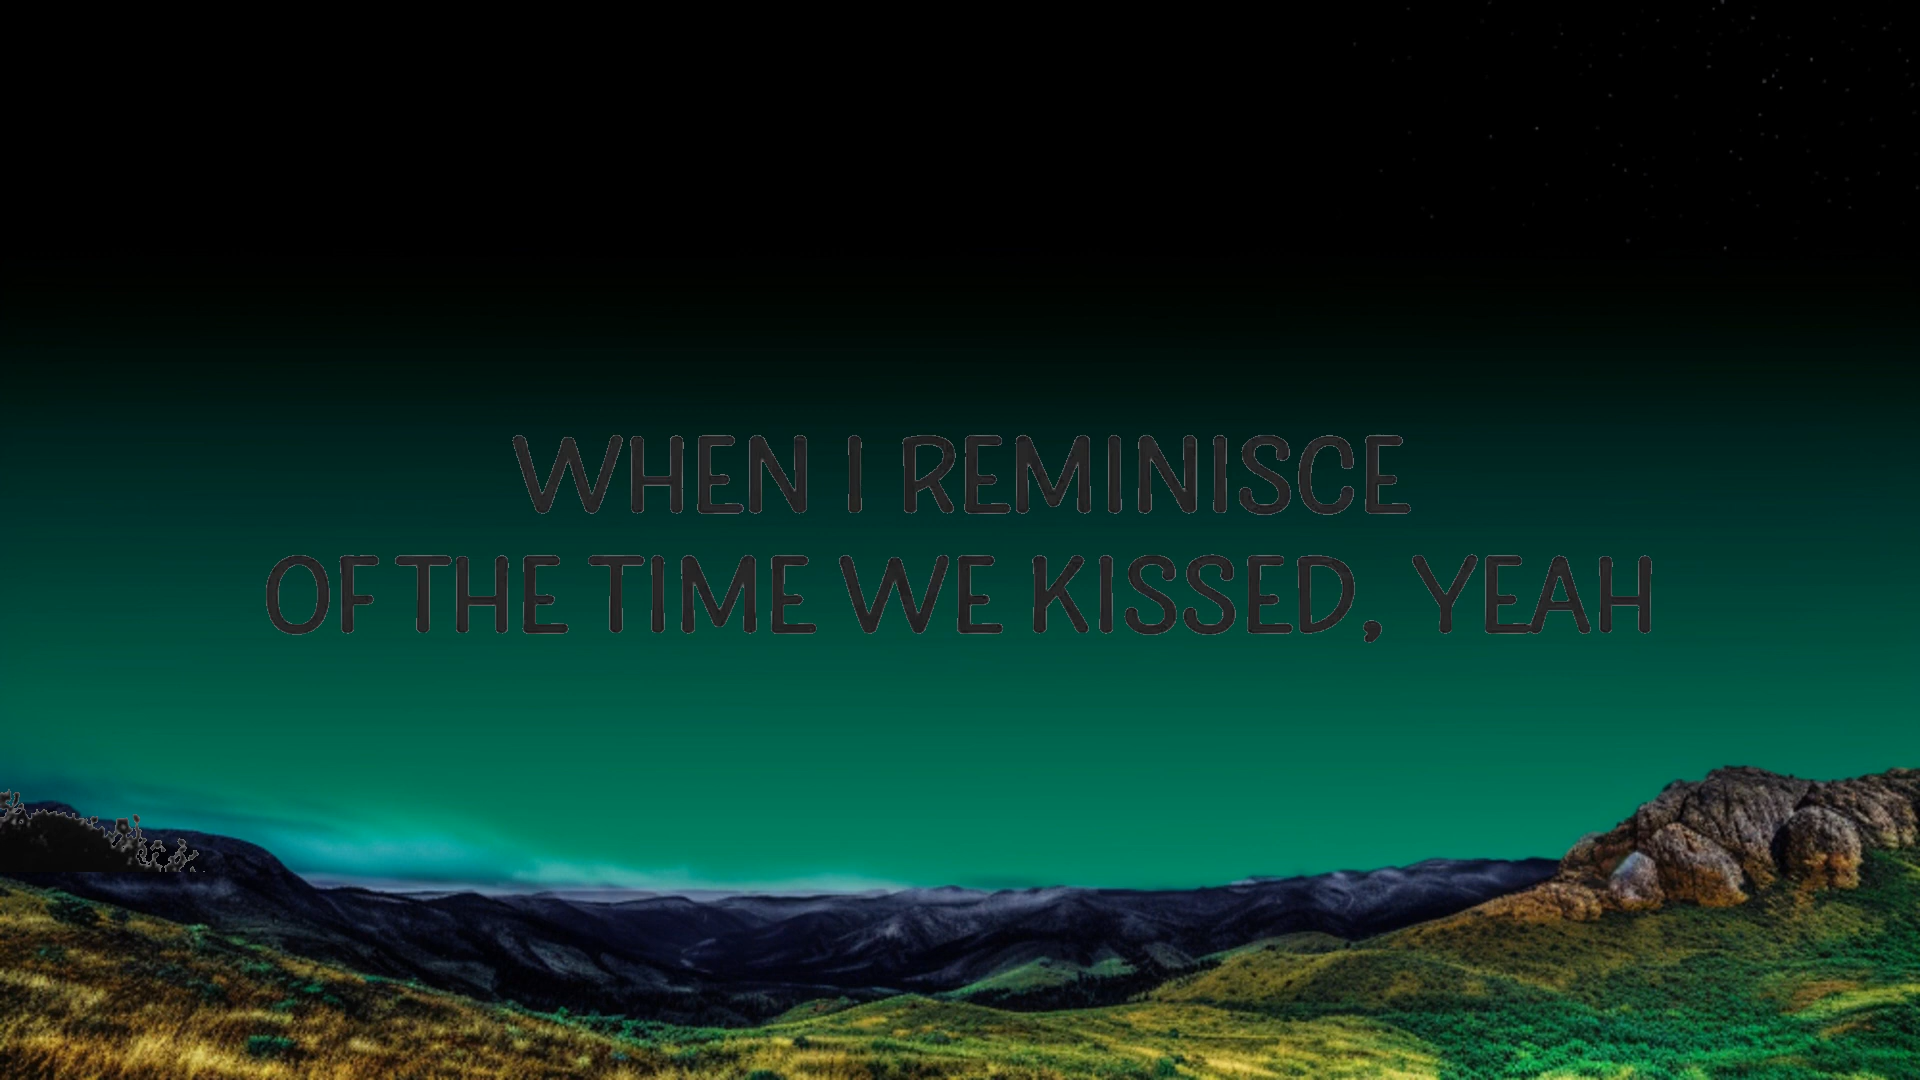 WHEN I REMINISCE
OF THE TIME WE KISSED, YEAH